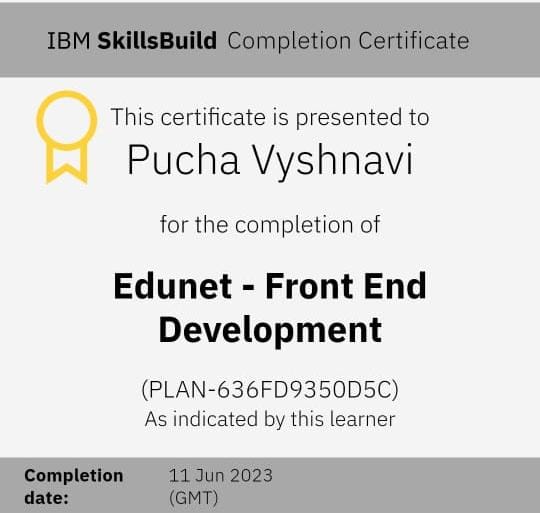 IBM SkillsBuild Completion Certificate
This certificate is presented to
Pucha Vyshnavi
for the completion of
Edunet - Front End
Development
(PLAN-636FD9350D5C)
As indicated by this learner
Completion date:
11 Jun 2023 (GMT)